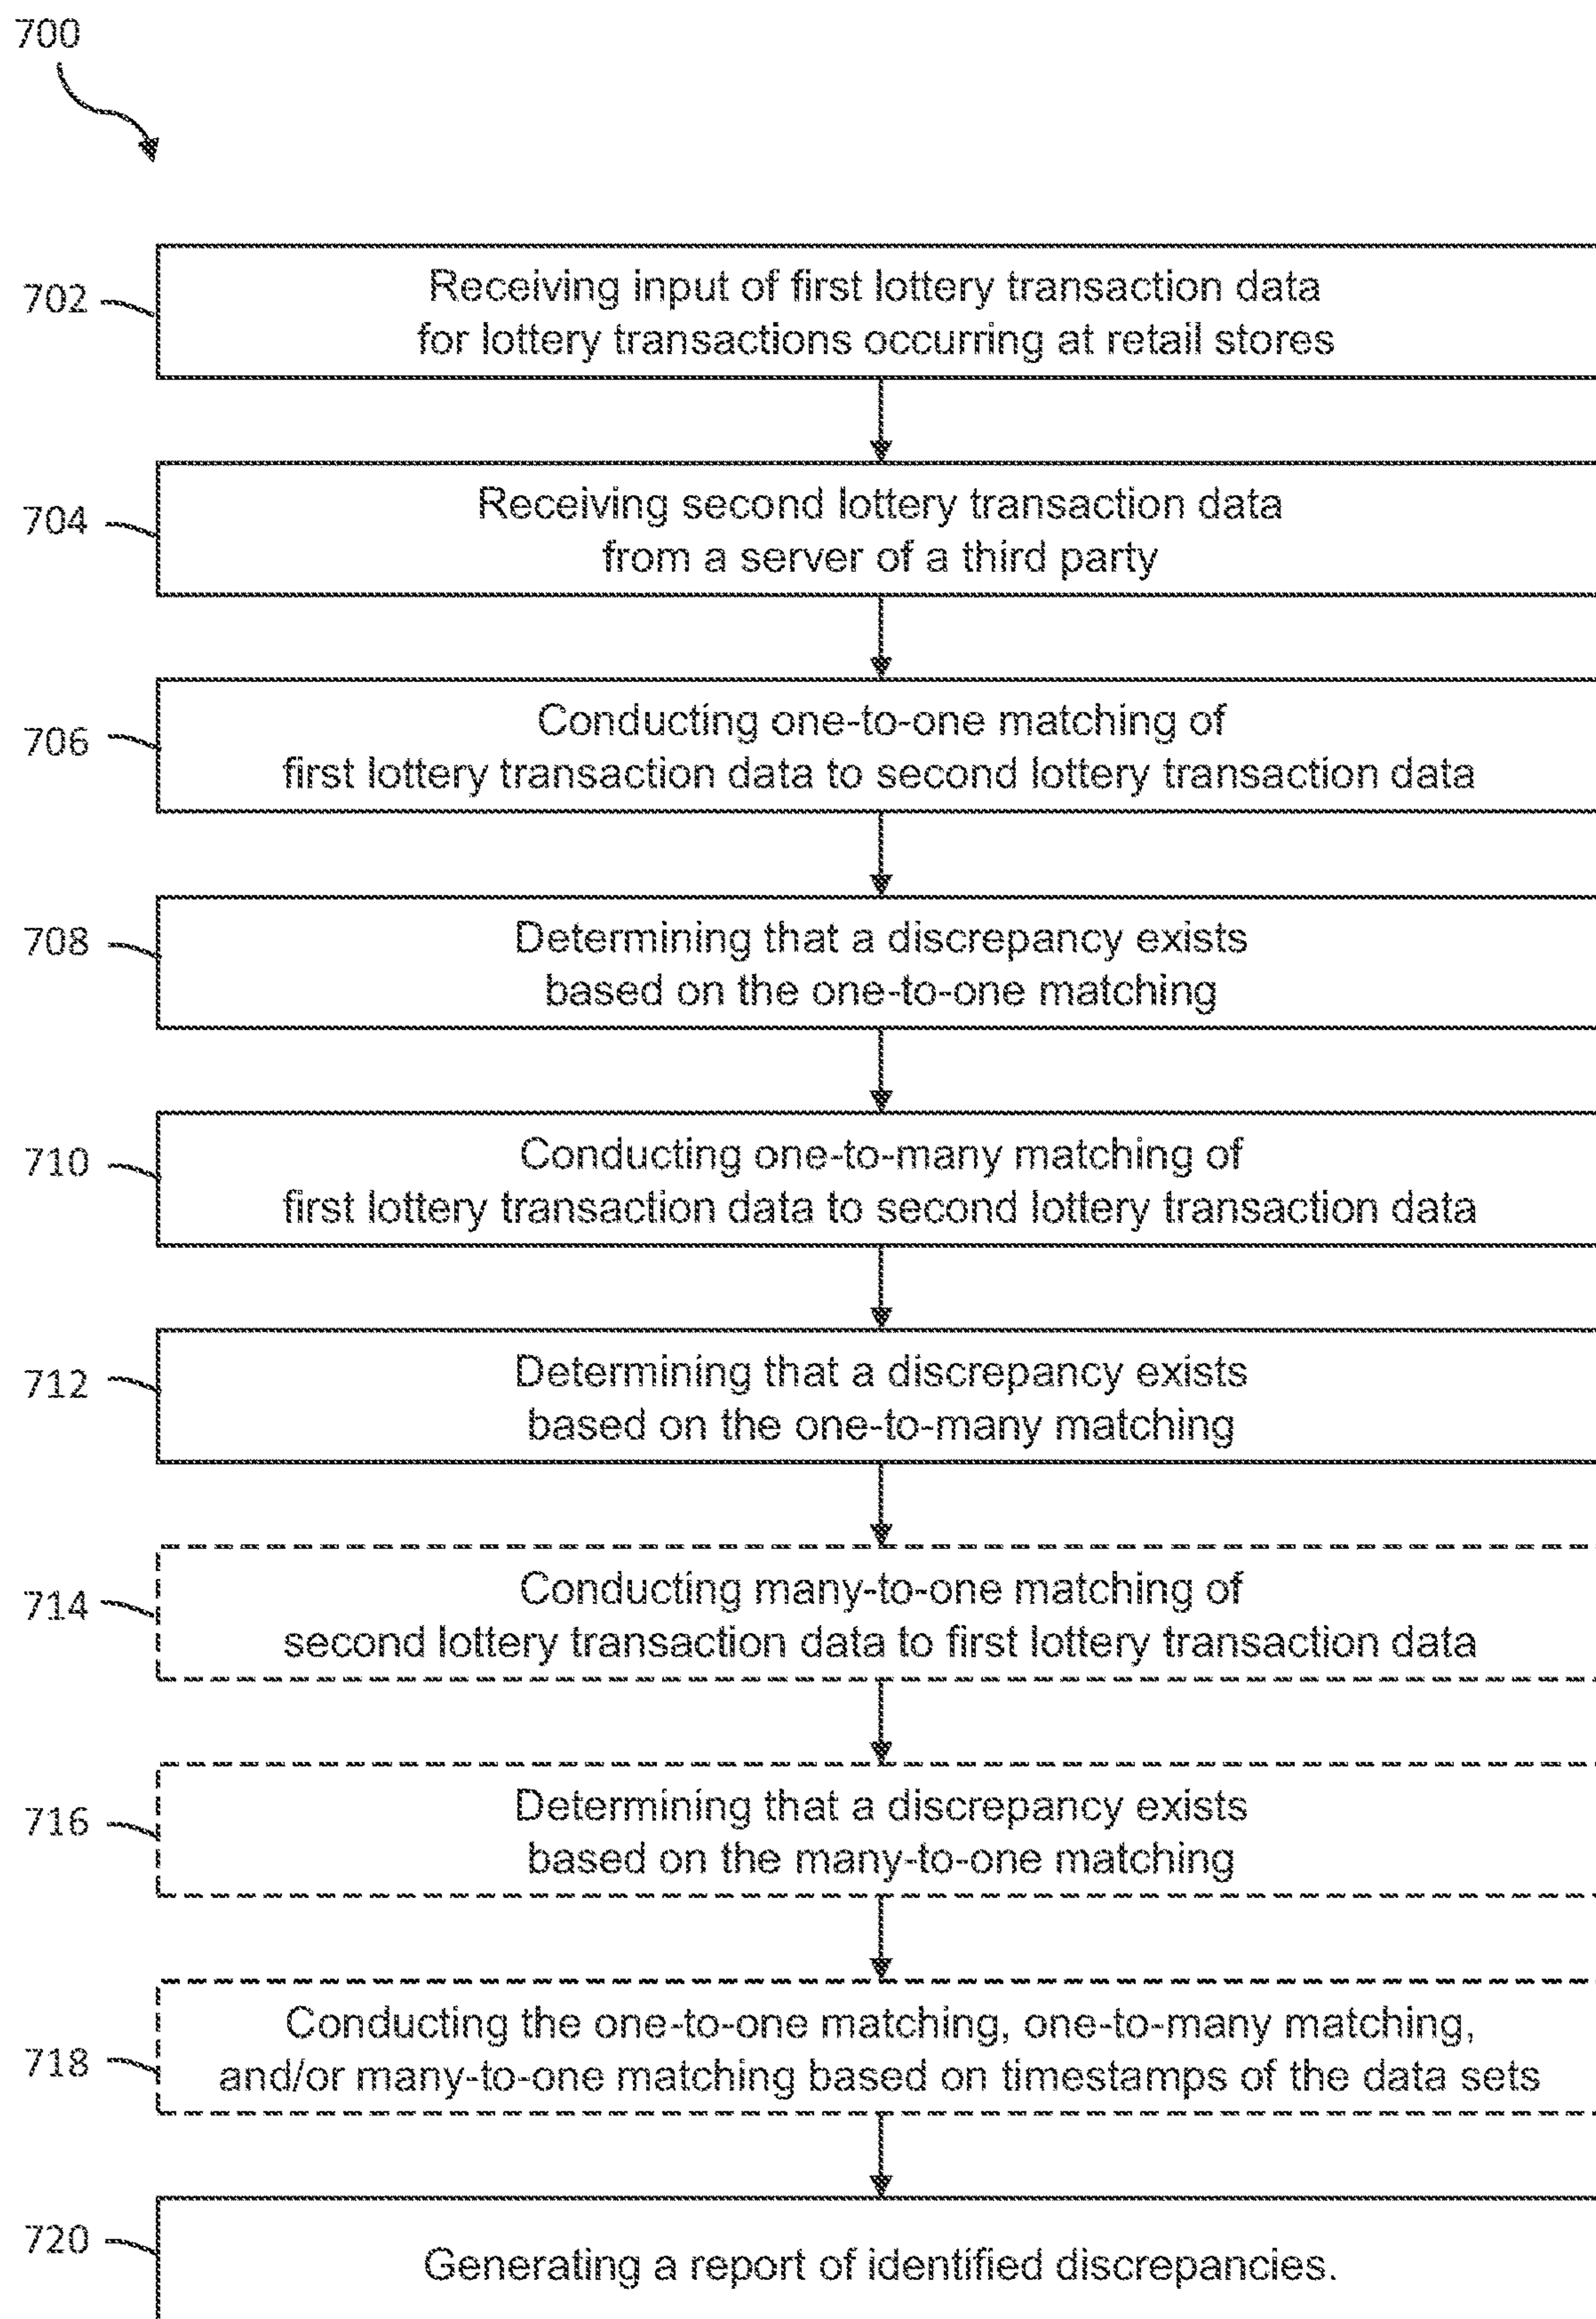 700
702
Receiving input of first lottery transaction data
for lottery transactions occurring at retail stores
704
Receiving second lottery transaction data
from a server of a third party
706
Conducting one-to-one matching of
first lottery transaction data to second lottery transaction data
708
Determining that a discrepancy exists
based on the one-to-one matching
710
Conducting one-to-many matching of
first lottery transaction data to second lottery transaction data
712
Determining that a discrepancy exists
based on the one-to-many matching
714
Conducting many-to-one matching of
second lottery transaction data to first lottery transaction data
716
Determining that a discrepancy exists
based on the many-to-one matching
718
Conducting the one-to-one matching, one-to-many matching,
and/or many-to-one matching based on timestamps of the data sets
720
Generating a report of identified discrepancies.